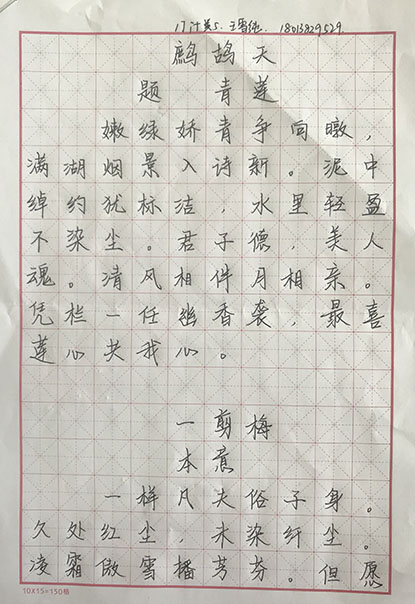 17计英5. 王雪纯. 18013829529.
鹧鸪天
题 青莲
嫩绿娇青争向暾，
满湖烟景入诗新。泥中
绰约犹标洁，水里轻盈
不染尘。君子德，美人
魂。清风相伴月相亲。
凭栏一任幽香袭，最喜
莲心共我心。
一剪梅
本意
一样凡夫俗子身。
久处红尘，未染纤尘。
凌霜傲雪播芳芬。但愿
10X15=150格